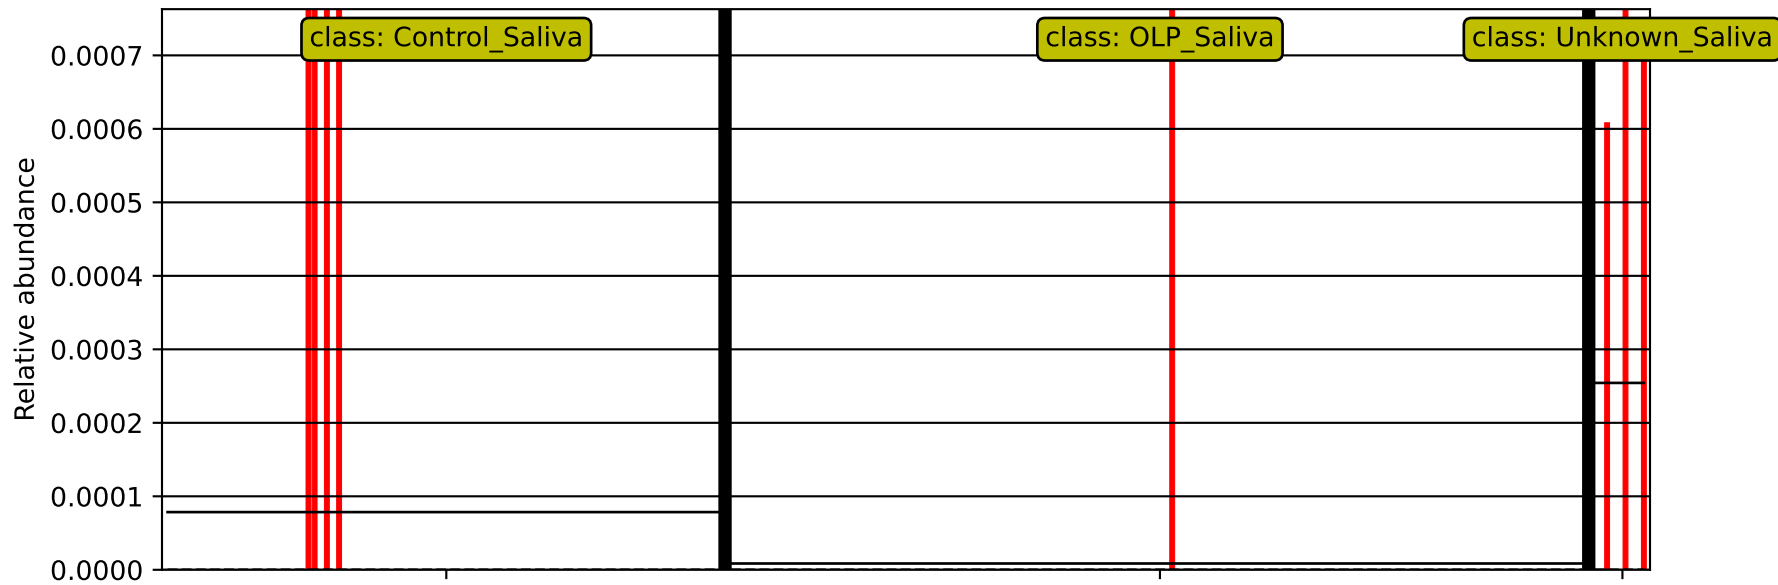 class: Control_Saliva
class: OLP_Saliva
class: Unknown_Saliva
0.0007
0.0006
0.0005
0.0004
0.0003
0.0002
0.0001
0.0000
Relative abundance